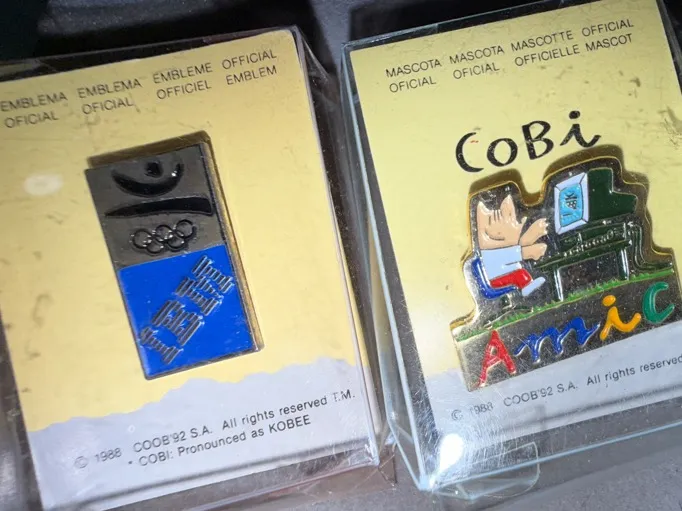 EMBLEMA EMBLEMA EMBLEME OFFICIAL
OFICIAL OFICIAL OFFICIEL EMBLEM
IBM
© 1988 COOB'92 S.A. All rights reserved T.M.
* COBI: Pronounced as KOBEE
MASCOTA MASCOTA MASCOTTE OFFICIAL
OFICIAL OFICIAL OFFICIELLE MASCOT
COBi
Amic
© 1988 COOB'92 S.A. All rights reserved